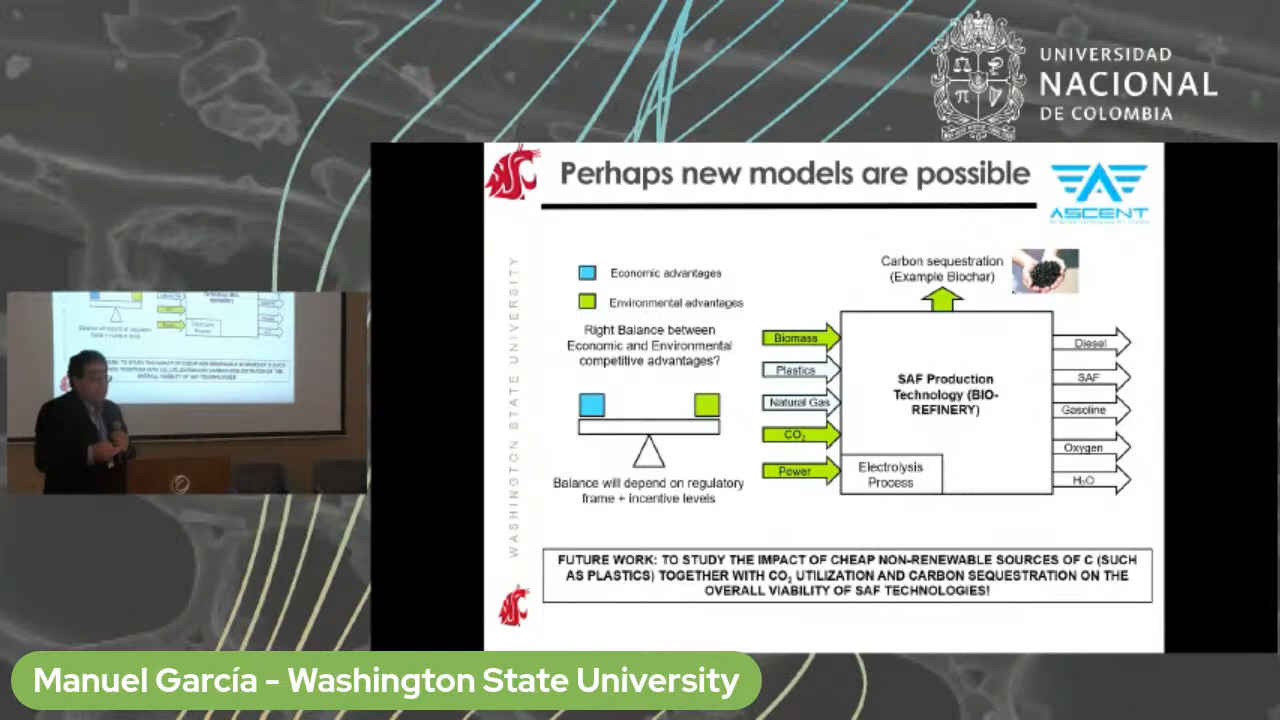 UNIVERSIDAD
NACIONAL
DE COLOMBIA
Perhaps new models are possible
ASCENT
WASHINGTON STATE UNIVERSITY
Economic advantages
Environmental advantages
Right Balance between
Economic and Environmental
competitive advantages?
Balance will depend on regulatory
frame + incentive levels
Carbon sequestration
(Example Biochar)
Biomass
Plastics
Natural Gas
CO₂
Power
SAF Production
Technology (BIO-
REFINERY)
Electrolysis
Process
Diesel
SAF
Gasoline
Oxygen
H₂O
FUTURE WORK: TO STUDY THE IMPACT OF CHEAP NON-RENEWABLE SOURCES OF C (SUCH
AS PLASTICS) TOGETHER WITH CO₂ UTILIZATION AND CARBON SEQUESTRATION ON THE
OVERALL VIABILITY OF SAF TECHNOLOGIES!
Manuel García - Washington State University